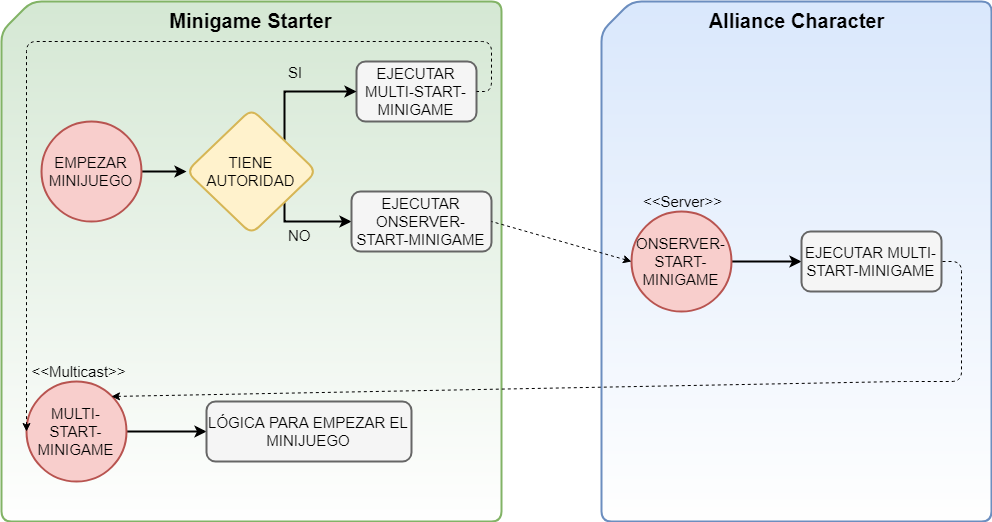 Minigame Starter
SI
EJECUTAR
MULTI-START-
MINIGAME
EMPEZAR
MINIJUEGO
TIENE
AUTORIDAD
EJECUTAR
ONSERVER-
START-MINIGAME
NO
<<Multicast>>
MULTI-
START-
MINIGAME
LÓGICA PARA EMPEZAR EL
MINIJUEGO
Alliance Character
<<Server>>
ONSERVER-
START-
MINIGAME
EJECUTAR MULTI-
START-MINIGAME